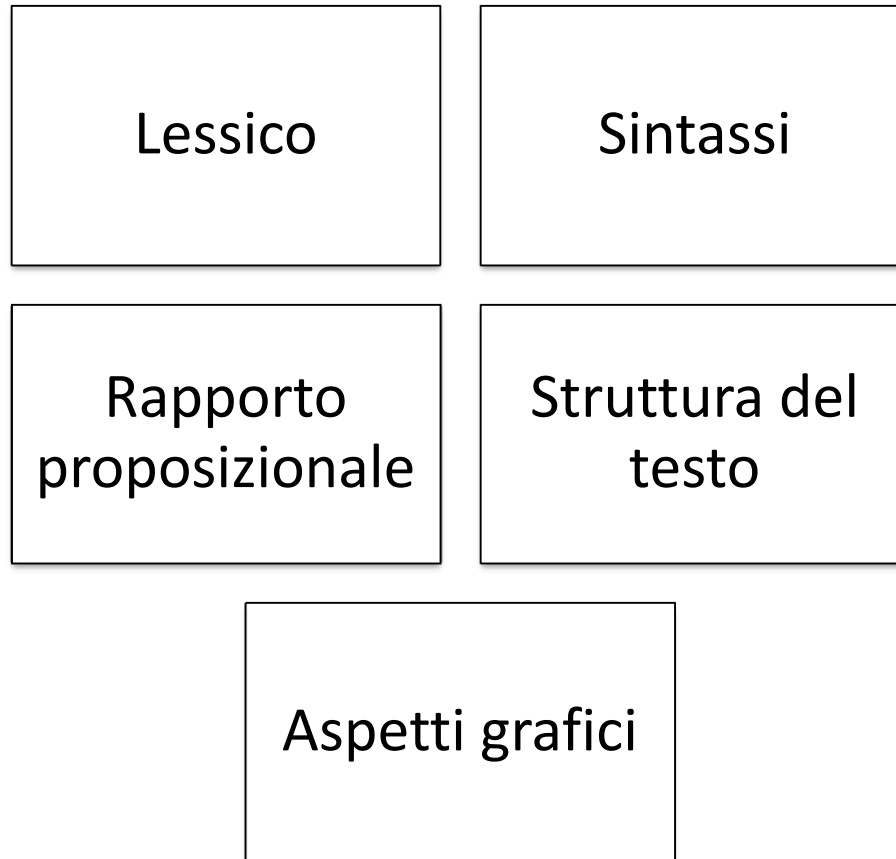 Lessico
Sintassi
Rapporto
proposizionale
Struttura del
testo
Aspetti grafici